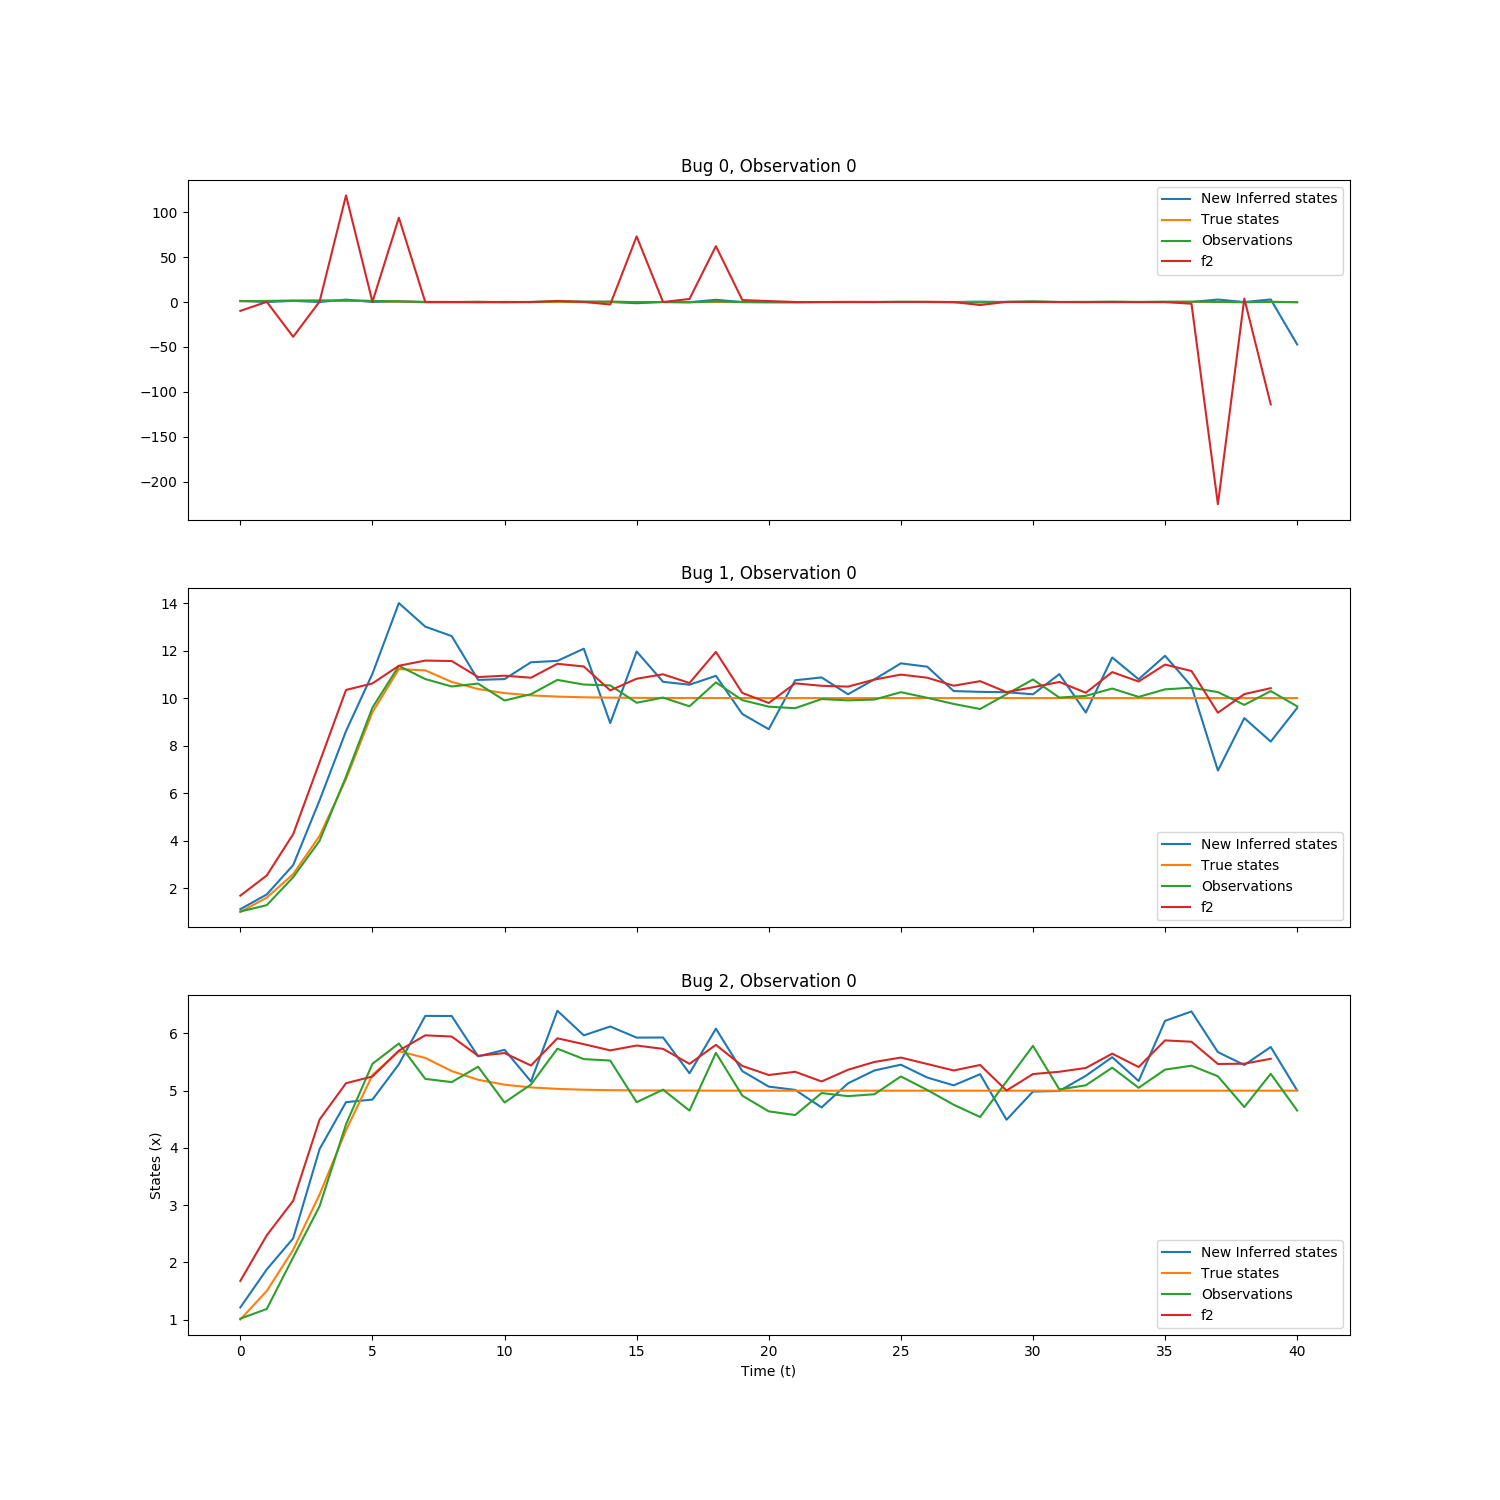 Bug 0, Observation 0
100
50
0
−50
−100
−150
−200
New Inferred states
True states
Observations
f2
Bug 1, Observation 0
14
12
10
8
6
4
2
New Inferred states
True states
Observations
f2
Bug 2, Observation 0
6
5
4
3
2
1
States (x)
New Inferred states
True states
Observations
f2
0 5 10 15 20 25 30 35 40
Time (t)